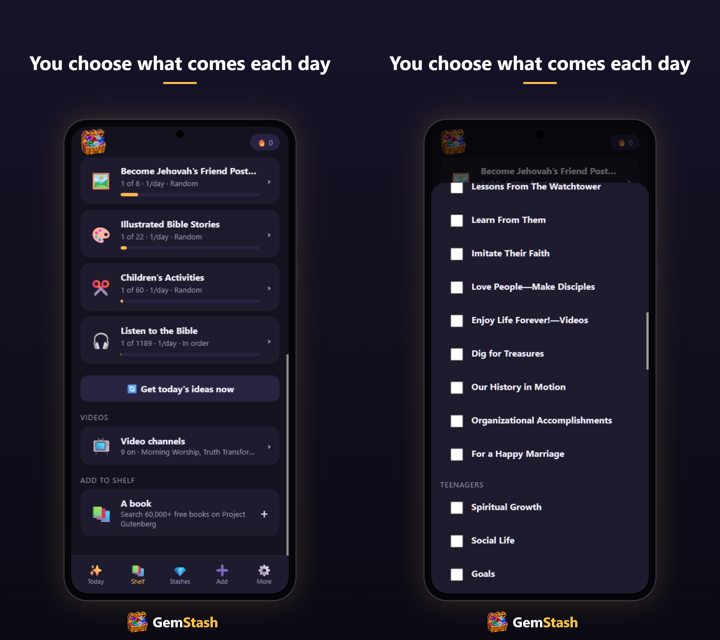 You choose what comes each day
0
Become Jehovah's Friend Post...
1 of 8 · 1/day · Random
Illustrated Bible Stories
1 of 22 · 1/day · Random
Children's Activities
1 of 60 · 1/day · Random
Listen to the Bible
1 of 1189 · 1/day · In order
Get today's ideas now
VIDEOS
Video channels
9 on · Morning Worship, Truth Transfor...
ADD TO SHELF
A book
Search 60,000+ free books on Project
Gutenberg
Today
Shelf
Stashes
Add
More
GemStash
You choose what comes each day
0
Become Jehovah's Friend Post...
Lessons From The Watchtower
Learn From Them
Imitate Their Faith
Love People—Make Disciples
Enjoy Life Forever!—Videos
Dig for Treasures
Our History in Motion
Organizational Accomplishments
For a Happy Marriage
TEENAGERS
Spiritual Growth
Social Life
Goals
GemStash